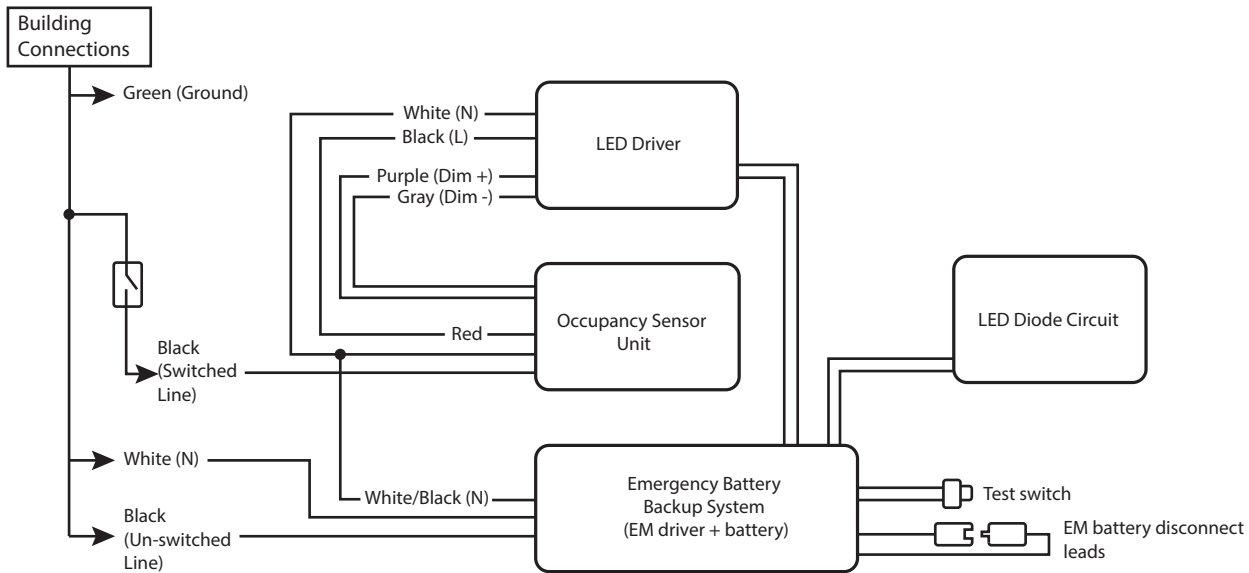 Building
Connections
Green (Ground)
White (N)
Black (L)
Purple (Dim +)
Gray (Dim -)
LED Driver
Occupancy Sensor
Unit
Red
Black
(Switched
Line)
LED Diode Circuit
White (N)
White/Black (N)
Black
(Un-switched
Line)
Emergency Battery
Backup System
(EM driver + battery)
Test switch
EM battery disconnect
leads